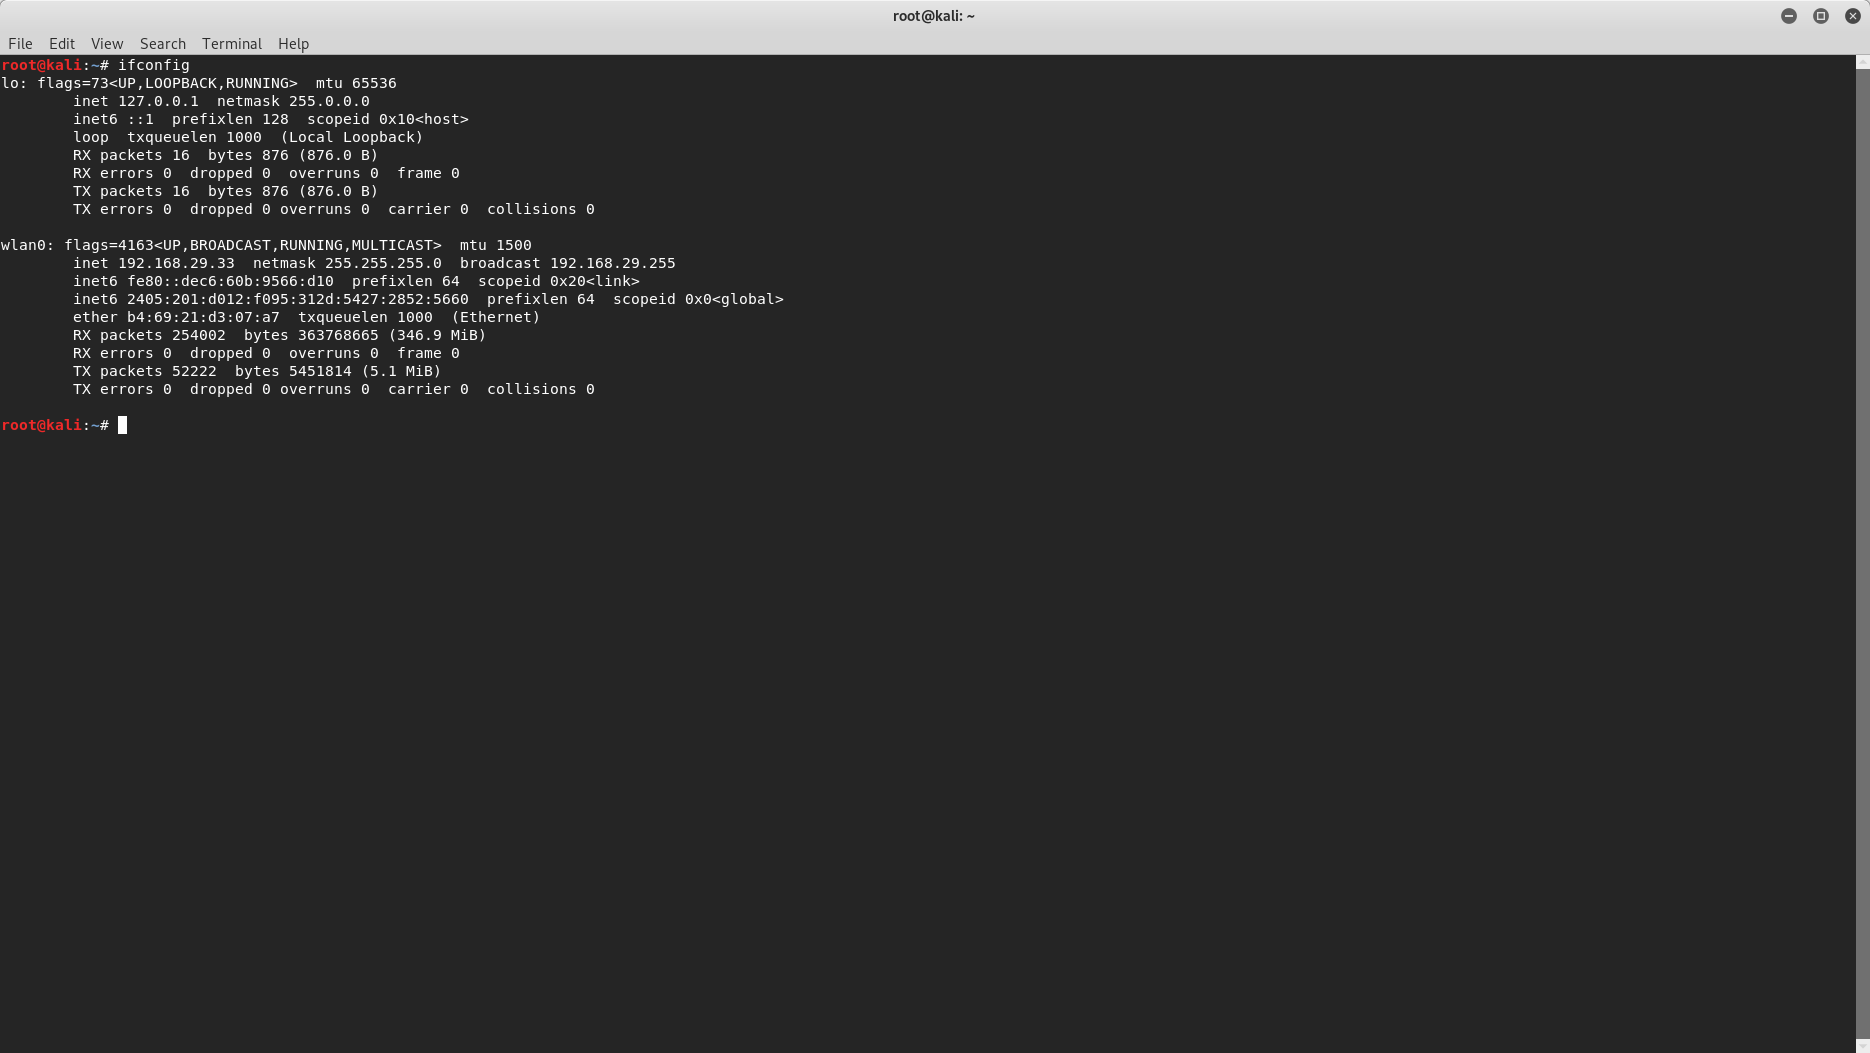 root@kali: ~
File Edit View Search Terminal Help
root@kali:~# ifconfig
lo: flags=73<UP,LOOPBACK,RUNNING>  mtu 65536
        inet 127.0.0.1  netmask 255.0.0.0
        inet6 ::1  prefixlen 128  scopeid 0x10<host>
        loop  txqueuelen 1000  (Local Loopback)
        RX packets 16  bytes 876 (876.0 B)
        RX errors 0  dropped 0  overruns 0  frame 0
        TX packets 16  bytes 876 (876.0 B)
        TX errors 0  dropped 0 overruns 0  carrier 0  collisions 0
wlan0: flags=4163<UP,BROADCAST,RUNNING,MULTICAST>  mtu 1500
        inet 192.168.29.33  netmask 255.255.255.0  broadcast 192.168.29.255
        inet6 fe80::dec6:60b:9566:d10  prefixlen 64  scopeid 0x20<link>
        inet6 2405:201:d012:f095:312d:5427:2852:5660  prefixlen 64  scopeid 0x0<global>
        ether b4:69:21:d3:07:a7  txqueuelen 1000  (Ethernet)
        RX packets 254002  bytes 363768665 (346.9 MiB)
        RX errors 0  dropped 0  overruns 0  frame 0
        TX packets 52222  bytes 5451814 (5.1 MiB)
        TX errors 0  dropped 0 overruns 0  carrier 0  collisions 0
root@kali:~#